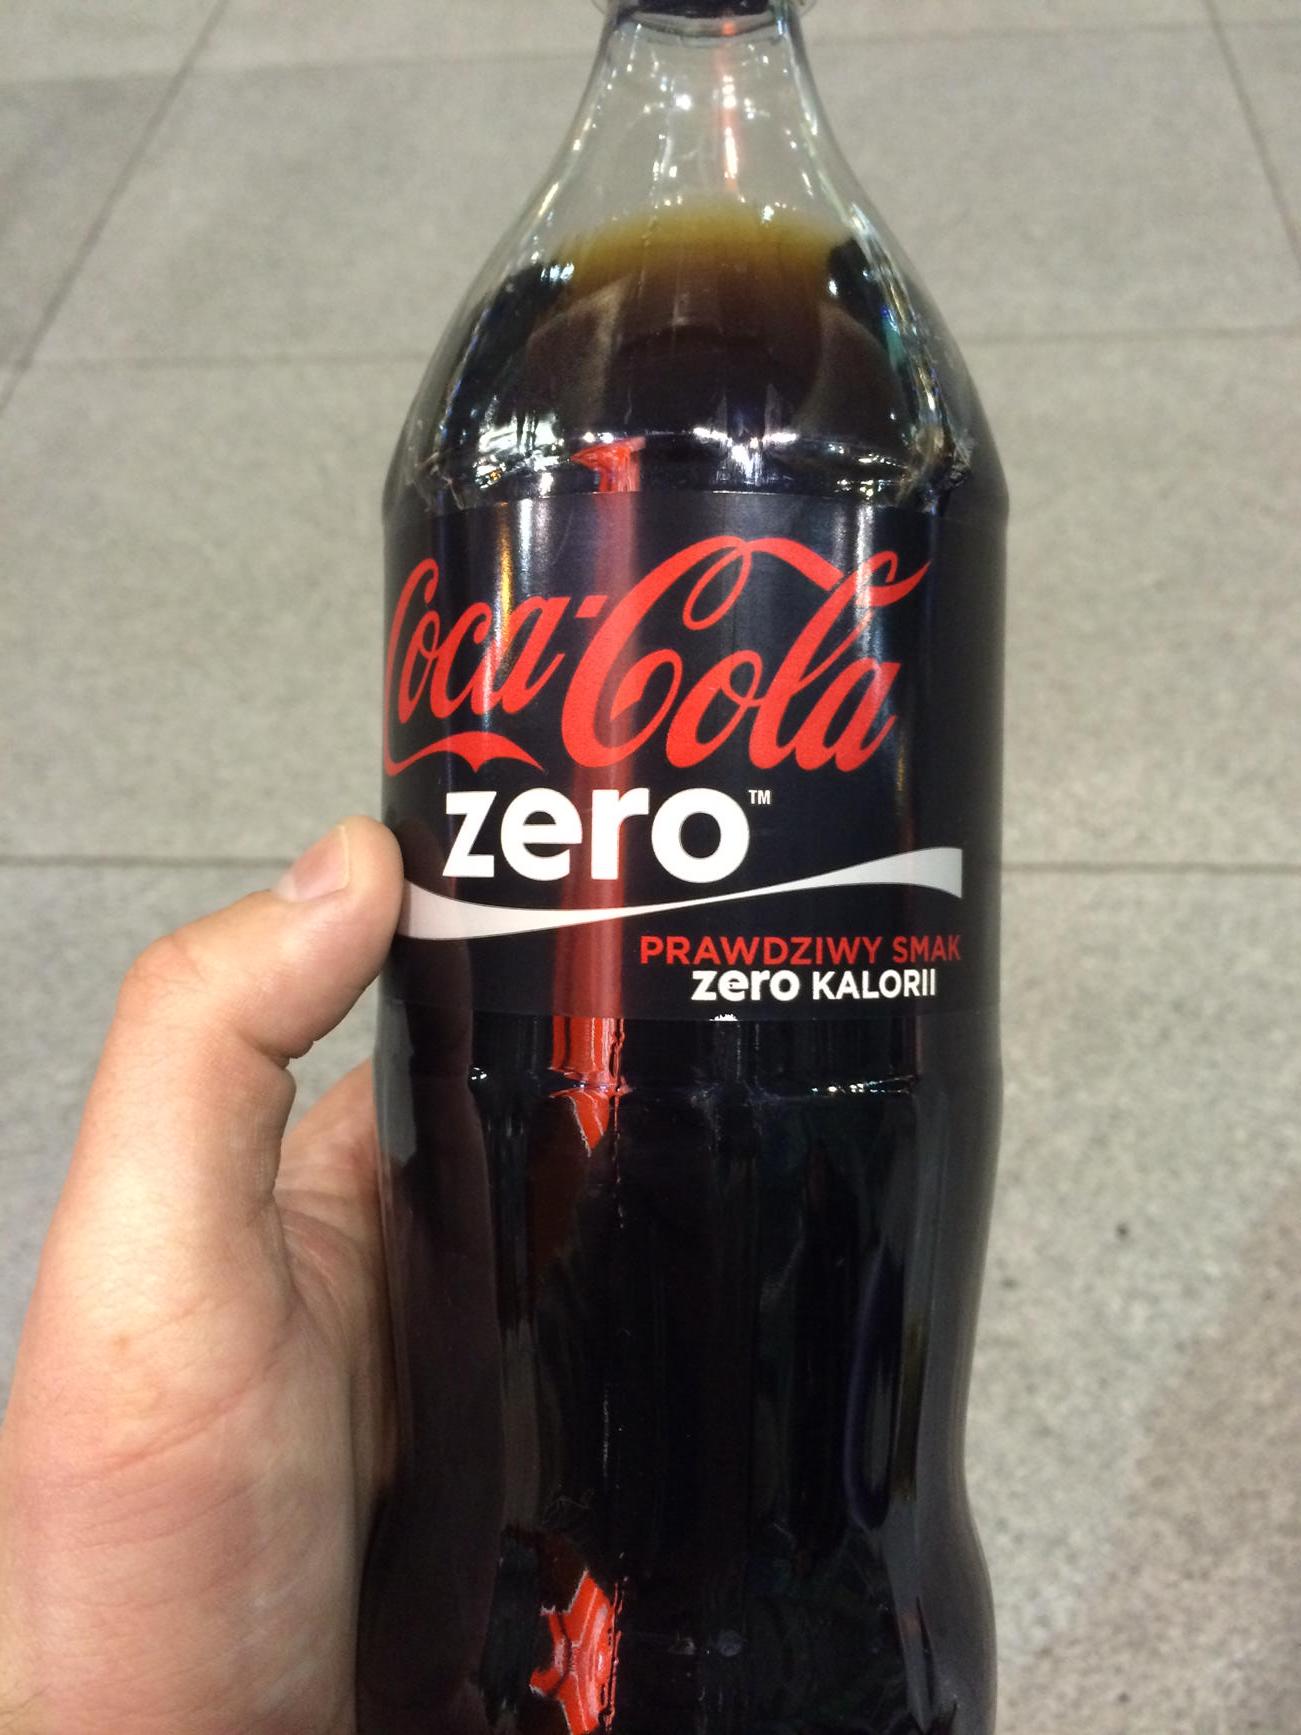 Coca-Cola
zero™
PRAWDZIWY SMAK
zero KALORII